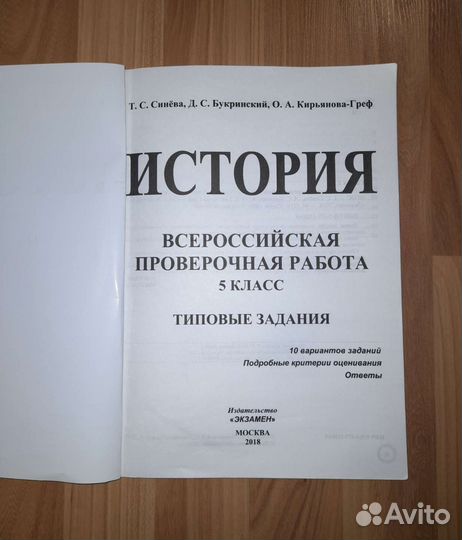 Т. С. Синёва, Д. С. Букринский, О. А. Кирьянова-Греф
ИСТОРИЯ
ВСЕРОССИЙСКАЯ
ПРОВЕРОЧНАЯ РАБОТА
5 КЛАСС
ТИПОВЫЕ ЗАДАНИЯ
10 вариантов заданий
Подробные критерии оценивания
Ответы
Издательство
«ЭКЗАМЕН»
МОСКВА
2018
Avito